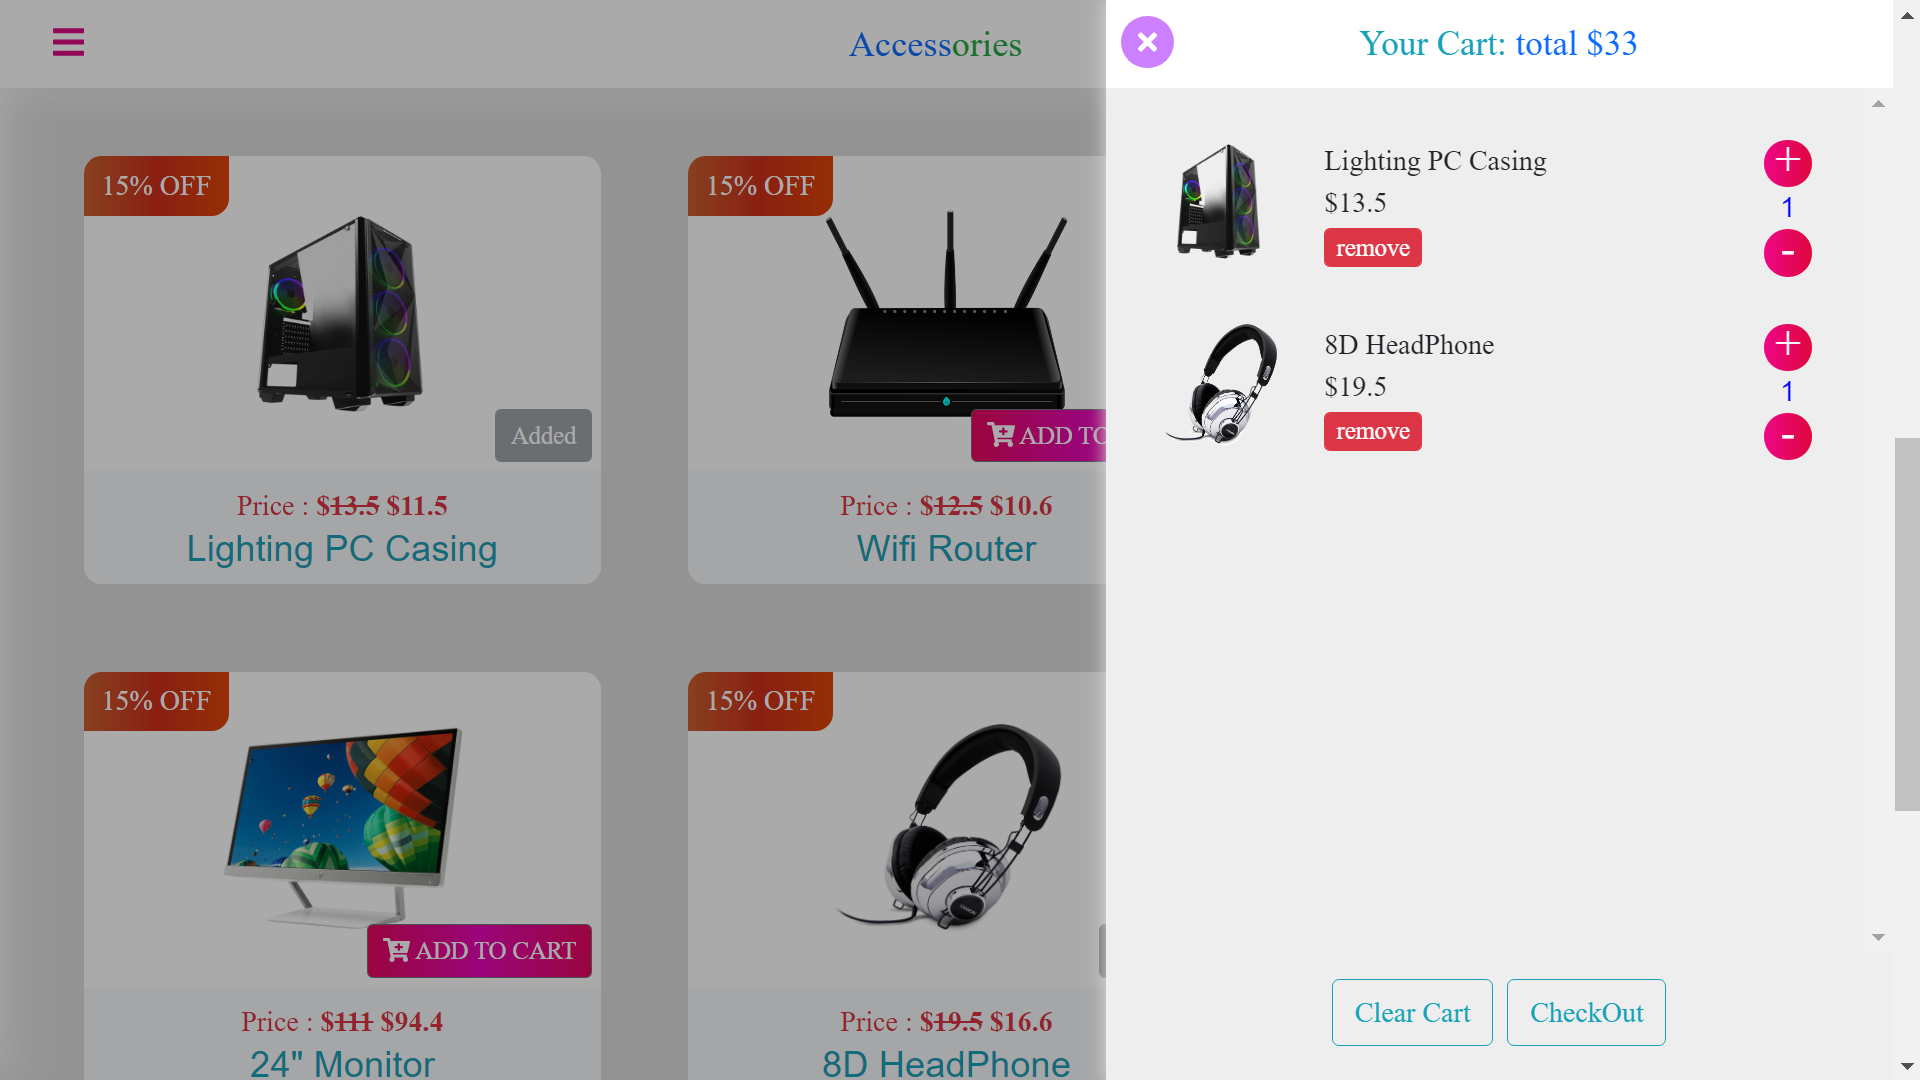 Accessories
Your Cart: total $33
15% OFF
Added
Price : $13.5 $11.5
Lighting PC Casing
15% OFF
ADD TO
Price : $12.5 $10.6
Wifi Router
15% OFF
ADD TO CART
Price : $111 $94.4
24" Monitor
15% OFF
Price : $19.5 $16.6
8D HeadPhone
Lighting PC Casing
$13.5
remove
+
1
-
8D HeadPhone
$19.5
remove
+
1
-
Clear Cart
CheckOut